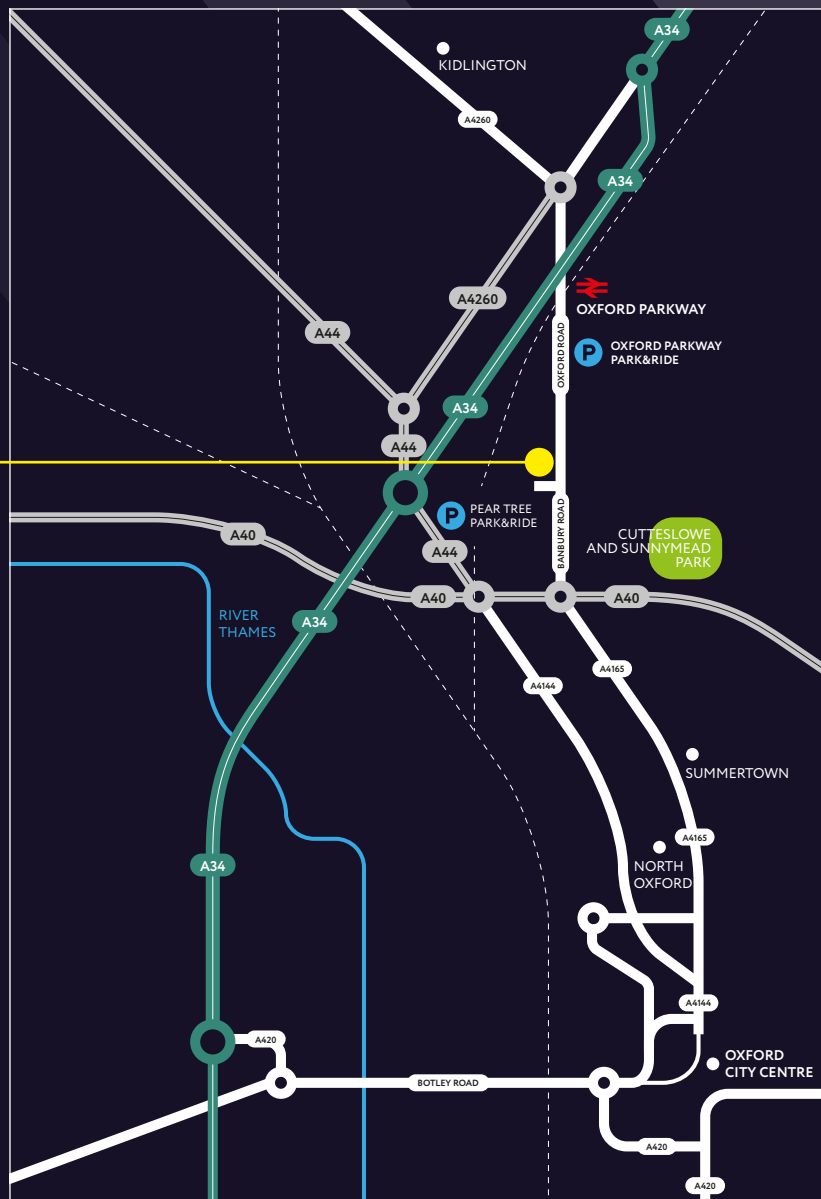 A34
KIDLINGTON
A4260
A34
A4260
OXFORD PARKWAY
A44
OXFORD ROAD
P
OXFORD PARKWAY
PARK&RIDE
A34
A44
P
PEAR TREE
PARK&RIDE
BANBURY ROAD
A40
CUTTESLOWE
AND SUNNYMEAD
PARK
A44
A40
A40
RIVER
THAMES
A34
A4165
A4144
SUMMERTOWN
A4165
A34
NORTH
OXFORD
A4144
A420
OXFORD
CITY CENTRE
BOTLEY ROAD
A420
A420